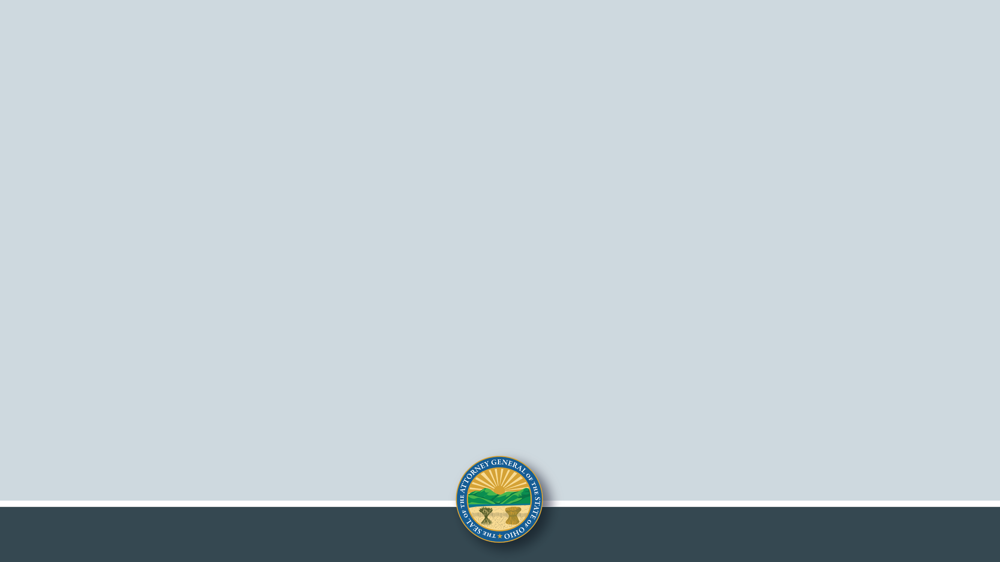 THE SEAL OF THE ATTORNEY GENERAL OF THE STATE OF OHIO